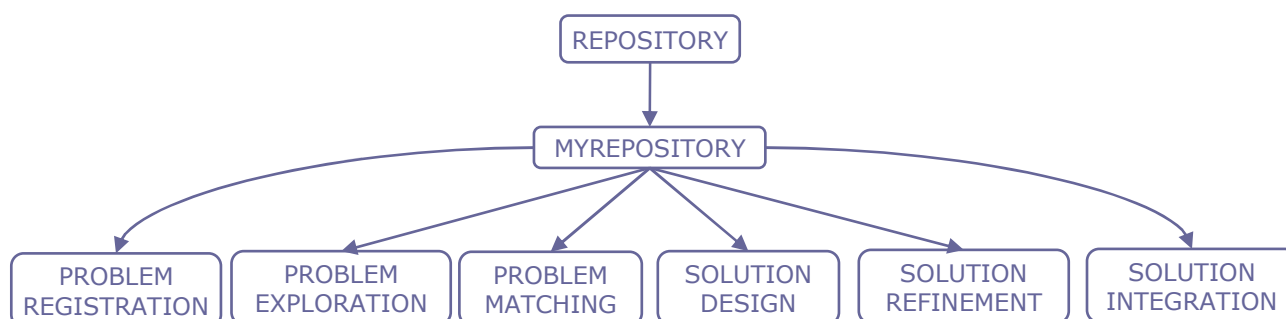 REPOSITORY
MYREPOSITORY
PROBLEM
REGISTRATION
PROBLEM
EXPLORATION
PROBLEM
MATCHING
SOLUTION
DESIGN
SOLUTION
REFINEMENT
SOLUTION
INTEGRATION